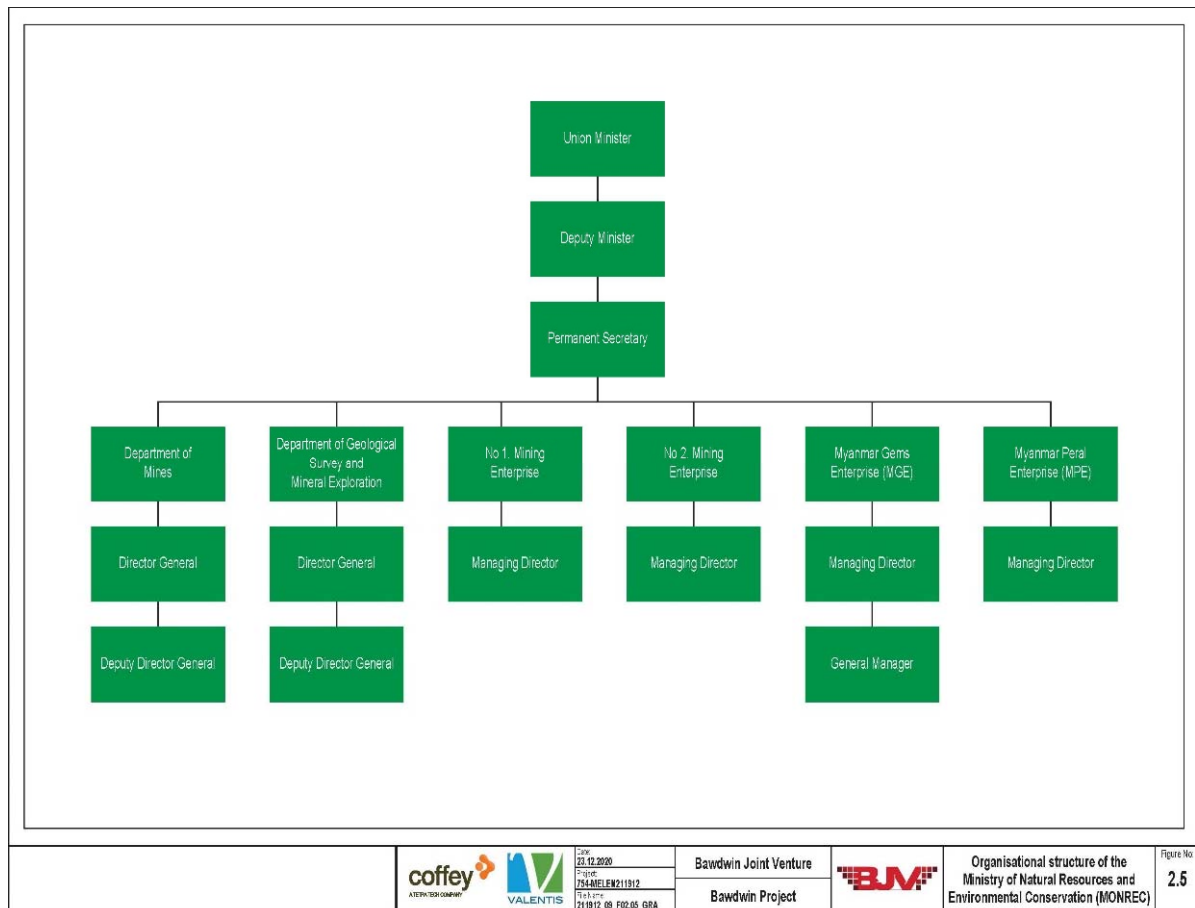 Union Minister
Deputy Minister
Permanent Secretary
Department of
Mines
Department of Geological
Survey and
Mineral Exploration
No 1. Mining
Enterprise
No 2. Mining
Enterprise
Myanmar Gems
Enterprise (MGE)
Myanmar Peral
Enterprise (MPE)
Director General
Director General
Managing Director
Managing Director
Managing Director
Managing Director
Deputy Director General
Deputy Director General
General Manager
coffey
A TETRA TECH COMPANY
VALENTIS
Date:
23.12.2020
Project:
754-MELEN211912
File Name:
211912_09_F02.05_GRA
Bawdwin Joint Venture
Bawdwin Project
BJV
Organisational structure of the
Ministry of Natural Resources and
Environmental Conservation (MONREC)
Figure No:
2.5